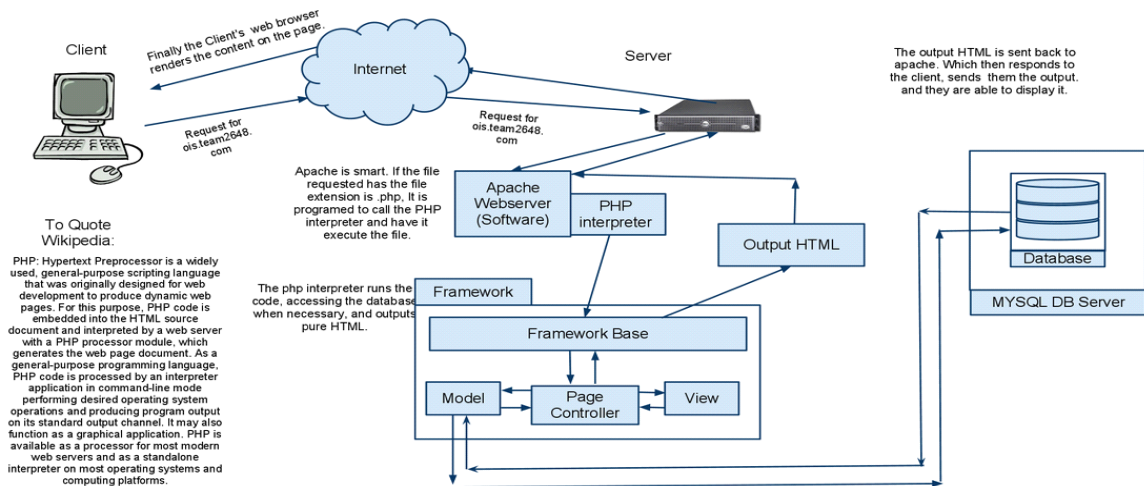 Client
Finally the Client's web browser
renders the content on the page.
Internet
Server
The output HTML is sent back to
apache. Which then responds to
the client, sends them the output.
and they are able to display it.
Request for
ois.team2648.
com
Request for
ois.team2648.
com
Apache is smart. If the file
requested has the file
extension is .php, It is
programed to call the PHP
interpreter and have it
execute the file.
Apache
Webserver
(Software)
PHP
interpreter
Output HTML
Database
MYSQL DB Server
To Quote
Wikipedia:
PHP: Hypertext Preprocessor is a widely
used, general-purpose scripting language
that was originally designed for web
development to produce dynamic web
pages. For this purpose, PHP code is
embedded into the HTML source
document and interpreted by a web server
with a PHP processor module, which
generates the web page document. As a
general-purpose programming language,
PHP code is processed by an interpreter
application in command-line mode
performing desired operating system
operations and producing program output
on its standard output channel. It may also
function as a graphical application. PHP is
available as a processor for most modern
web servers and as a standalone
interpreter on most operating systems and
computing platforms.
The php interpreter runs the
code, accessing the database
when necessary, and outputs
pure HTML.
Framework
Framework Base
Model
Page
Controller
View